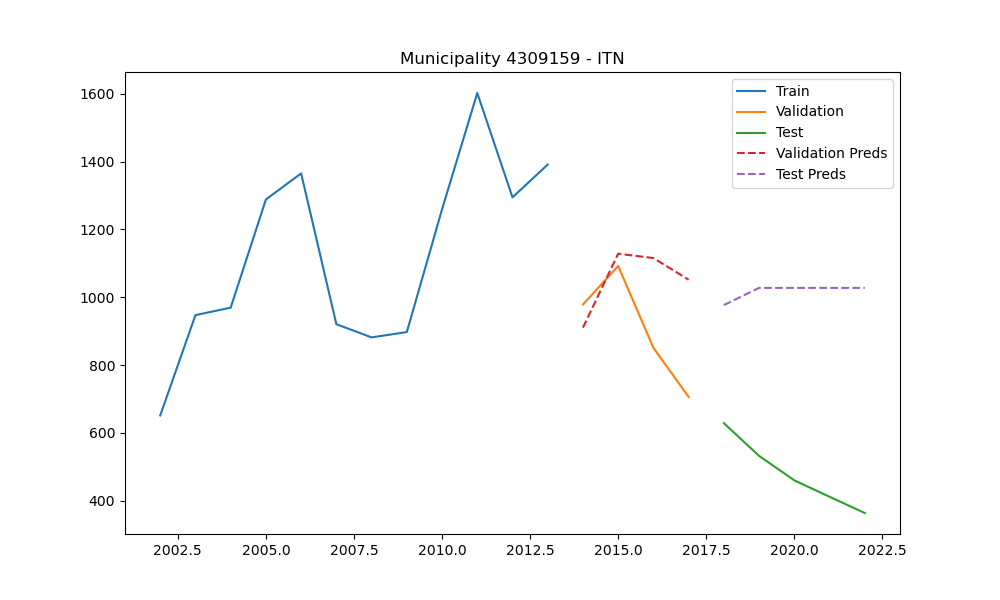 Municipality 4309159 - ITN
1600
1400
1200
1000
800
600
400
Train
Validation
Test
Validation Preds
Test Preds
2002.5 2005.0 2007.5 2010.0 2012.5 2015.0 2017.5 2020.0 2022.5